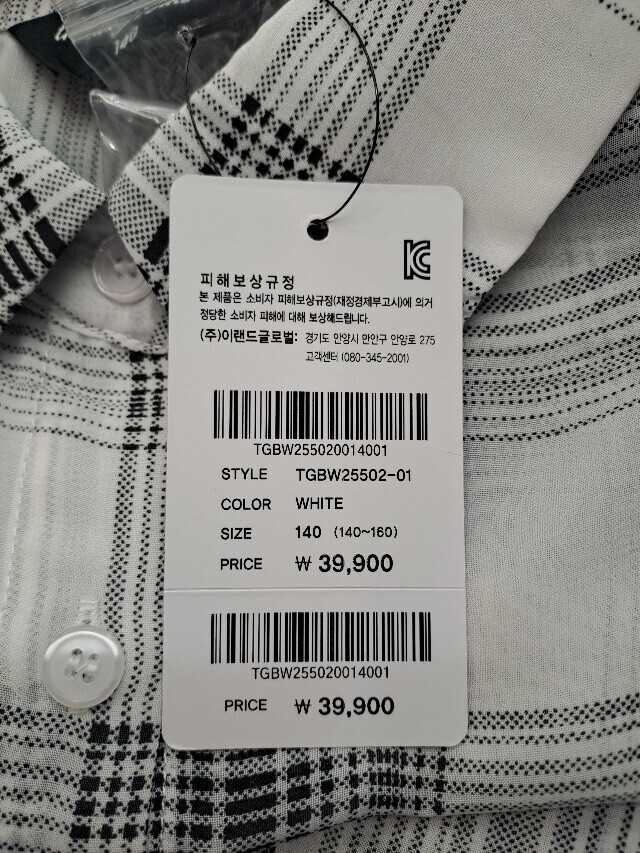 피해보상규정
본 제품은 소비자 피해보상규정(재정경제부고시)에 의거
정당한 소비자 피해에 대해 보상해드립니다.
(주)이랜드글로벌: 경기도 안양시 만안구 안양로 275
고객센터 (080-345-2001)
TGBW255020014001
STYLE TGBW25502-01
COLOR WHITE
SIZE 140 (140~160)
PRICE ₩ 39,900
TGBW255020014001
PRICE ₩ 39,900